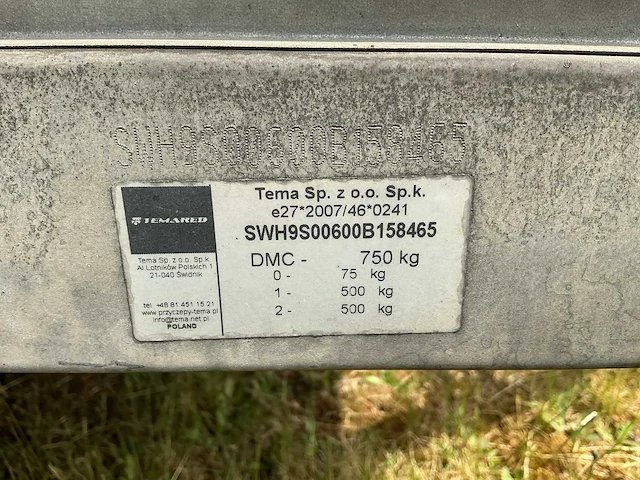 SWH9S00600B158465
TEMARED
Tema Sp. z o.o. Sp.k.
Al.Lotników Polskich 1
21-040 Świdnik
tel: +48 81 451 15 21
www.przyczepy-tema.pl
info@tema.net.pl
POLAND
Tema Sp. z o.o. Sp.k.
e27*2007/46*0241
SWH9S00600B158465
DMC - 750 kg
0 - 75 kg
1 - 500 kg
2 - 500 kg